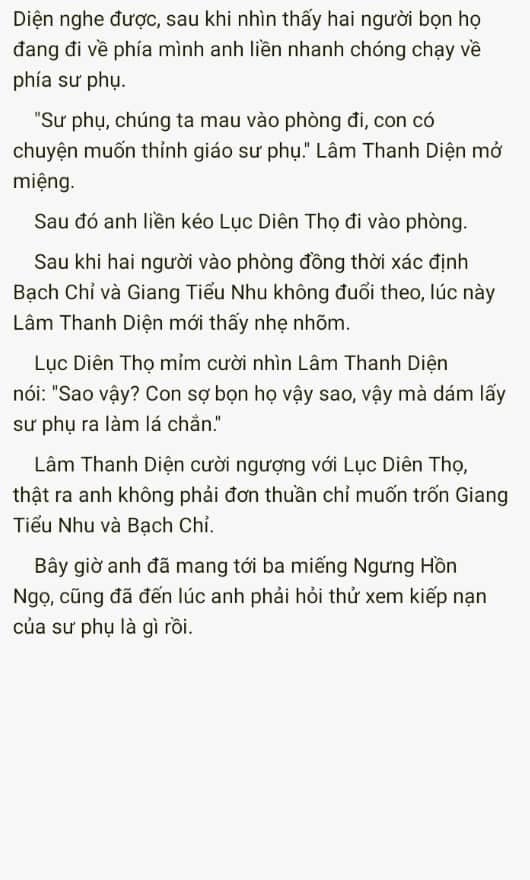 Diện nghe được, sau khi nhìn thấy hai người bọn họ
đang đi về phía mình anh liền nhanh chóng chạy về
phía sư phụ.
"Sư phụ, chúng ta mau vào phòng đi, con có
chuyện muốn thỉnh giáo sư phụ." Lâm Thanh Diện mở
miệng.
Sau đó anh liền kéo Lục Diên Thọ đi vào phòng.
Sau khi hai người vào phòng đồng thời xác định
Bạch Chỉ và Giang Tiểu Nhu không đuổi theo, lúc này
Lâm Thanh Diện mới thấy nhẹ nhõm.
Lục Diên Thọ mỉm cười nhìn Lâm Thanh Diện
nói: "Sao vậy? Con sợ bọn họ vậy sao, vậy mà dám lấy
sư phụ ra làm lá chắn."
Lâm Thanh Diện cười ngượng với Lục Diên Thọ,
thật ra anh không phải đơn thuần chỉ muốn trốn Giang
Tiểu Nhu và Bạch Chỉ.
Bây giờ anh đã mang tới ba miếng Ngưng Hồn
Ngọ, cũng đã đến lúc anh phải hỏi thử xem kiếp nạn
của sư phụ là gì rồi.